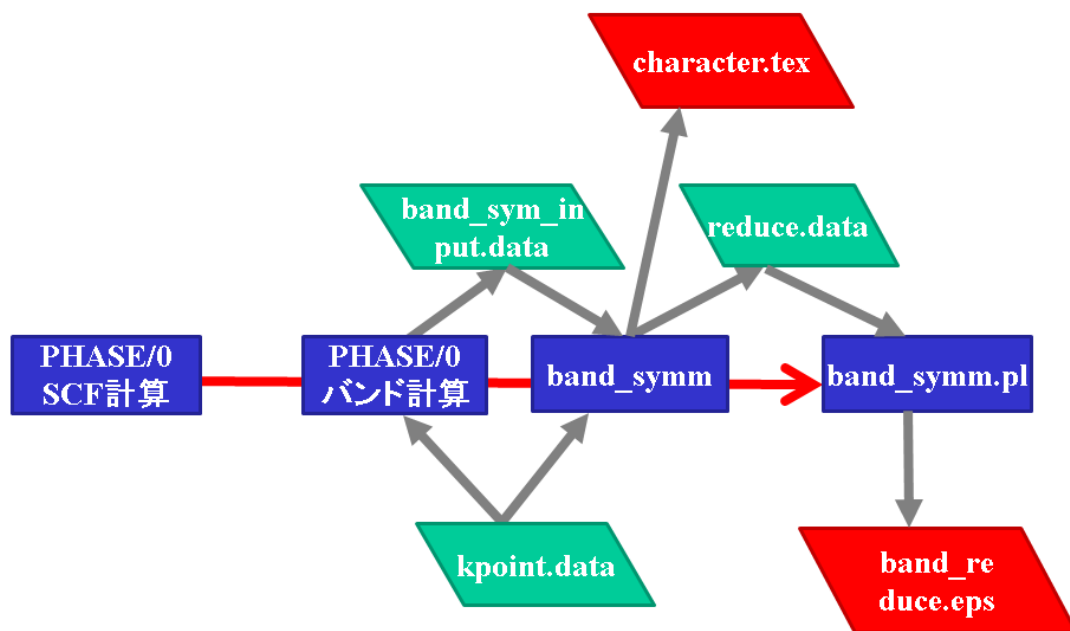 character.tex
band_sym_in
put.data
reduce.data
PHASE/0
SCF計算
PHASE/0
バンド計算
band_symm
band_symm.pl
kpoint.data
band_re
duce.eps